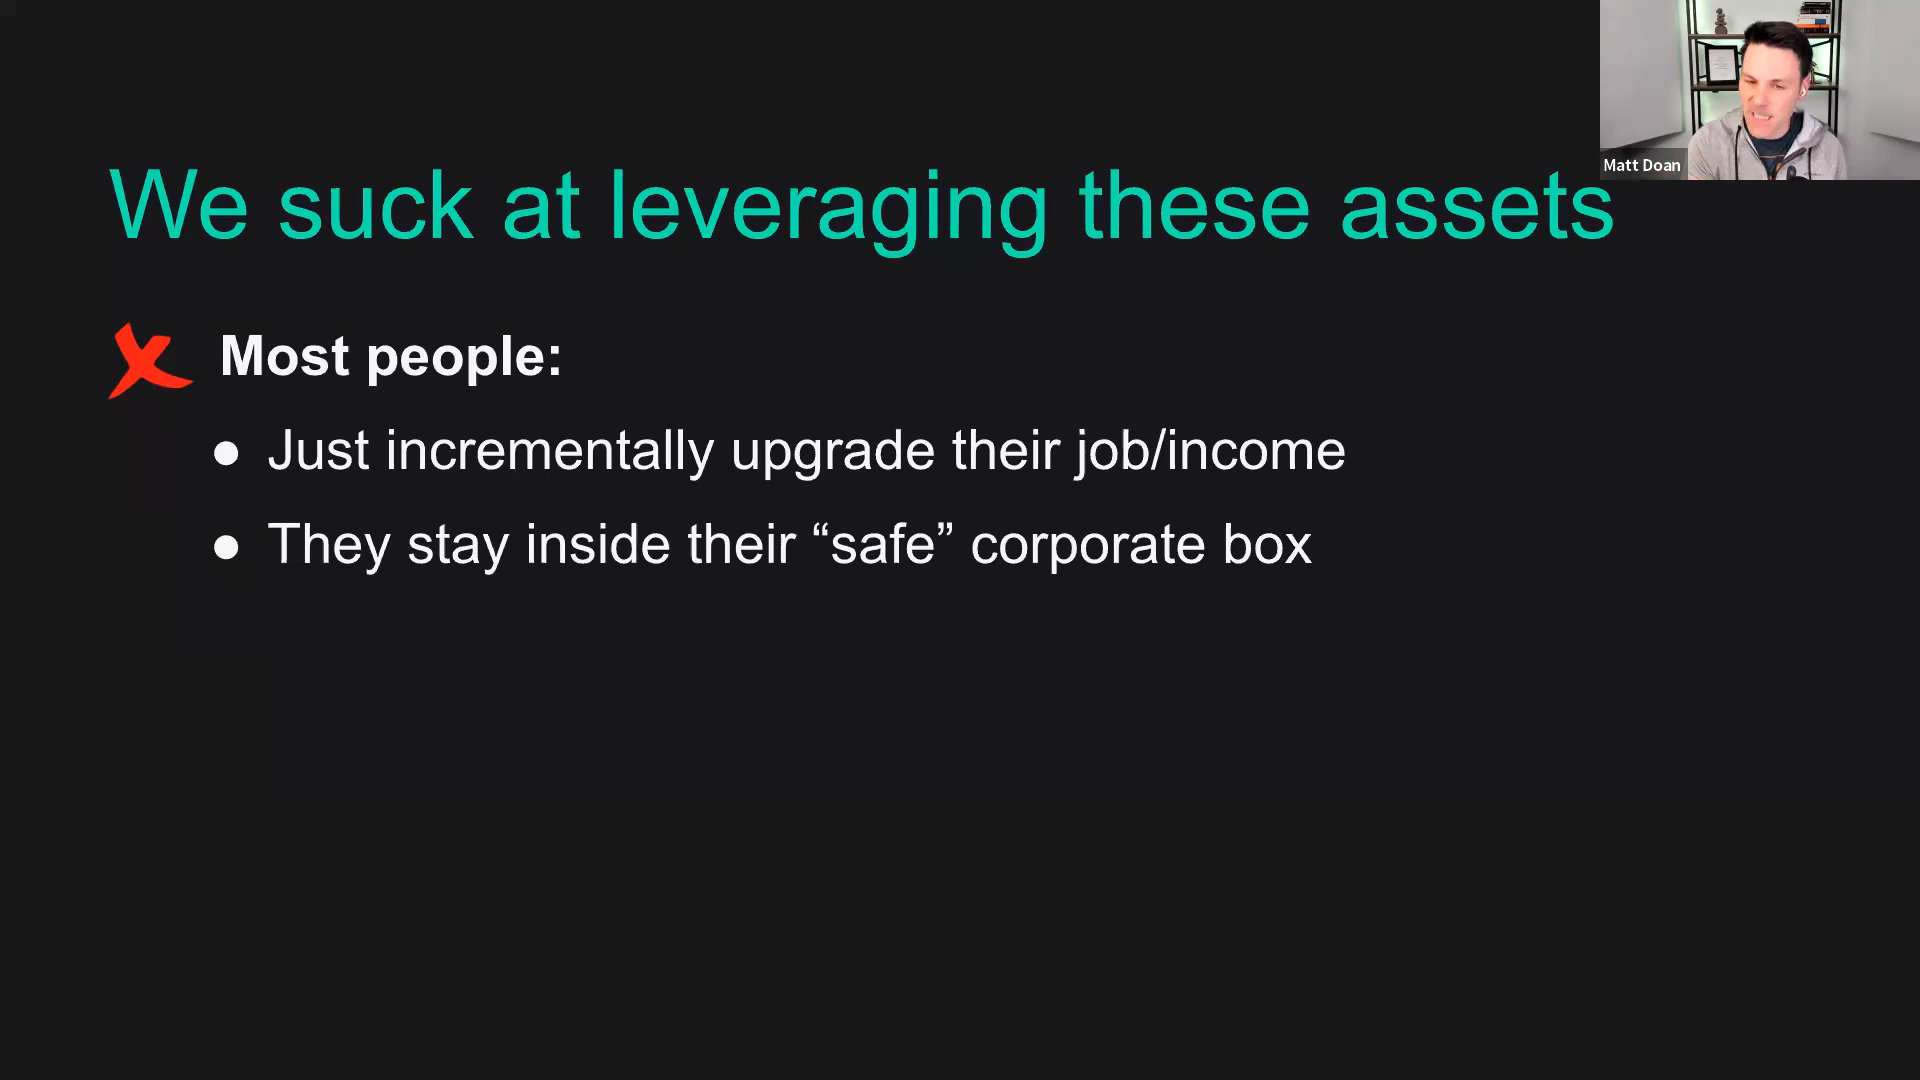 Matt Doan
We suck at leveraging these assets
Most people:
● Just incrementally upgrade their job/income
● They stay inside their “safe” corporate box